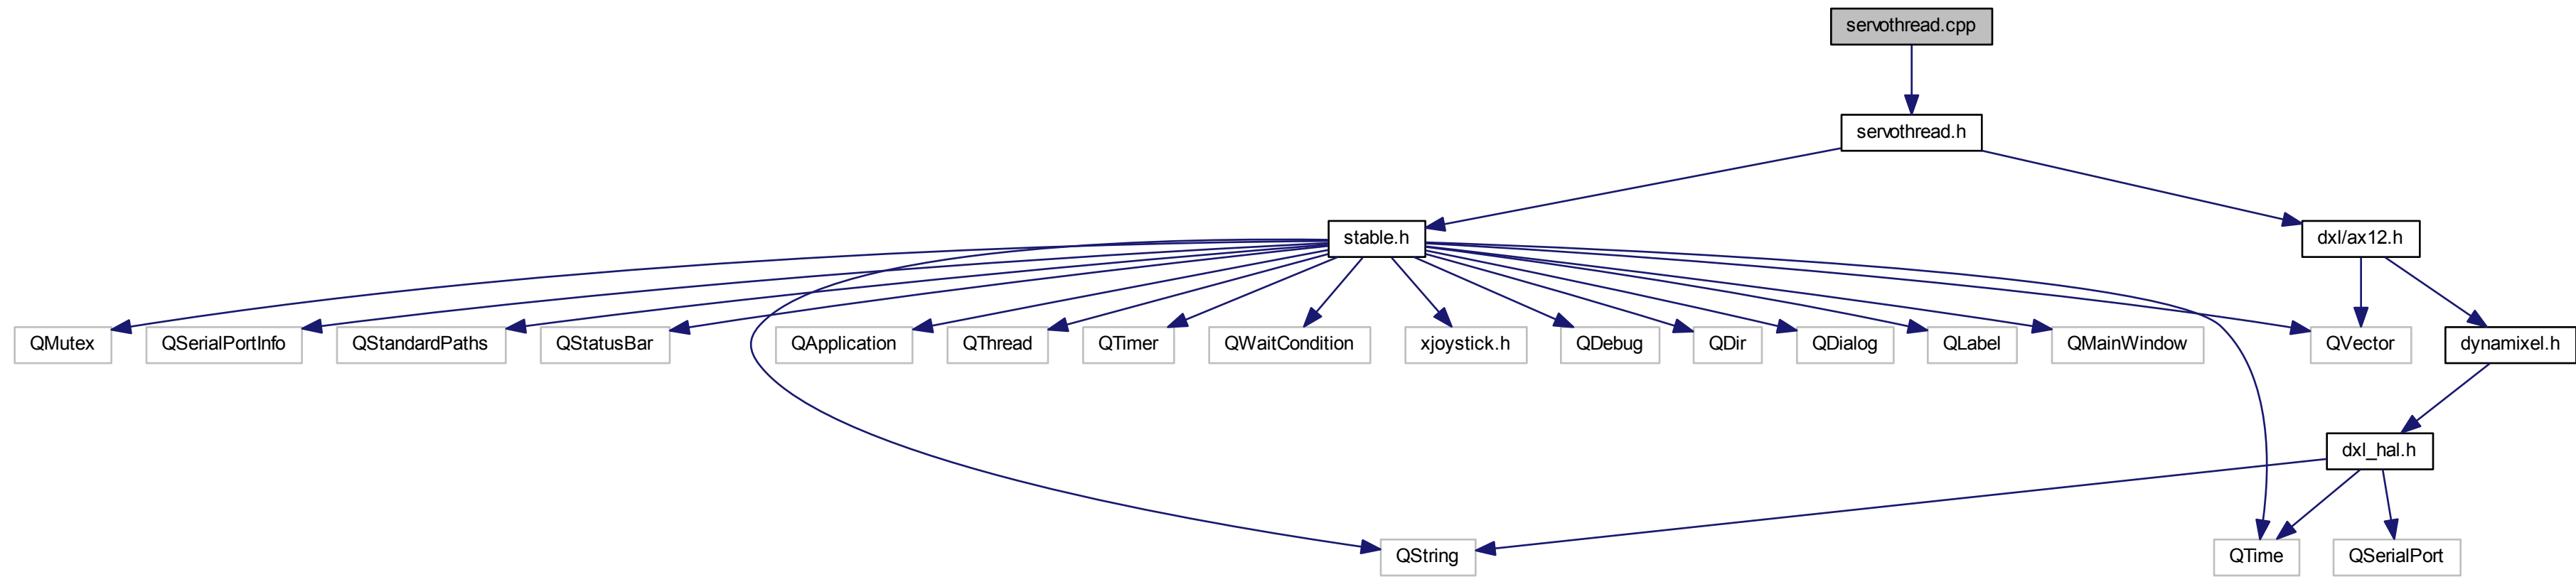 servothread.cpp
servothread.h
stable.h
dxl/ax12.h
QMutex
QSerialPortInfo
QStandardPaths
QStatusBar
QApplication
QThread
QTimer
QWaitCondition
xjoystick.h
QDebug
QDir
QDialog
QLabel
QMainWindow
QVector
dynamixel.h
dxl_hal.h
QString
QTime
QSerialPort